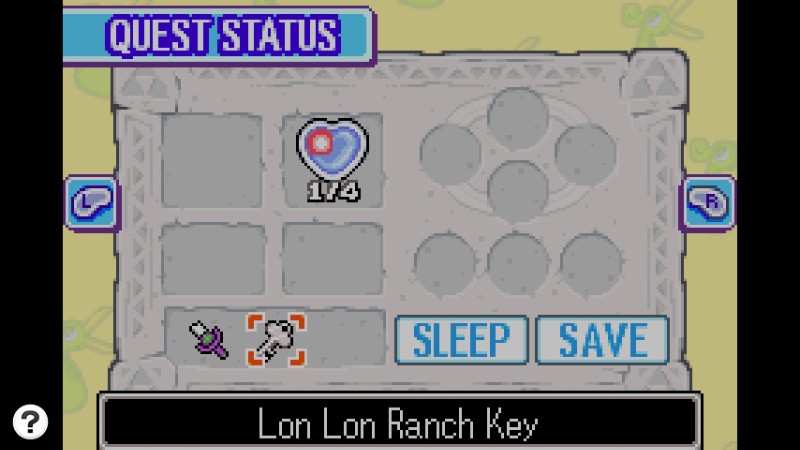 QUEST STATUS
1/4
L
R
SLEEP SAVE
Lon Lon Ranch Key
?